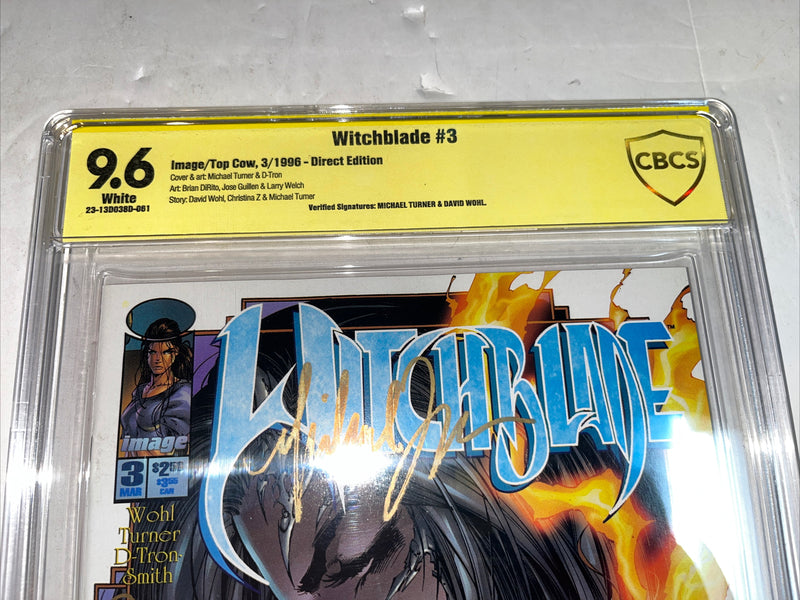 Witchblade #3
9.6
White
23-13D038D-061
Image/Top Cow, 3/1996 - Direct Edition
Cover & art: Michael Turner & D-Tron
Art: Brian DiRito, Jose Guillen & Larry Welch
Story: David Wohl, Christina Z & Michael Turner
Verified Signatures: MICHAEL TURNER & DAVID WOHL.
CBCS
WITCHBLADE
TM
image
3
MAR
$2.50
$3.55
CAN
Wohl
Turner
D-Tron
Smith